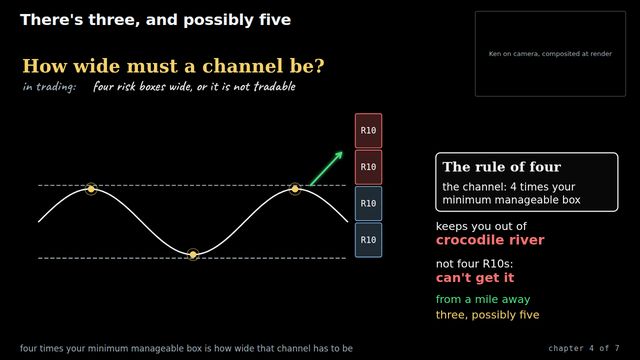 There's three, and possibly five
Ken on camera, composited at render
How wide must a channel be?
in trading: four risk boxes wide, or it is not tradable
R10
R10
R10
R10
The rule of four
the channel: 4 times your
minimum manageable box
keeps you out of
crocodile river
not four R10s:
can't get it
from a mile away
three, possibly five
four times your minimum manageable box is how wide that channel has to be
chapter 4 of 7